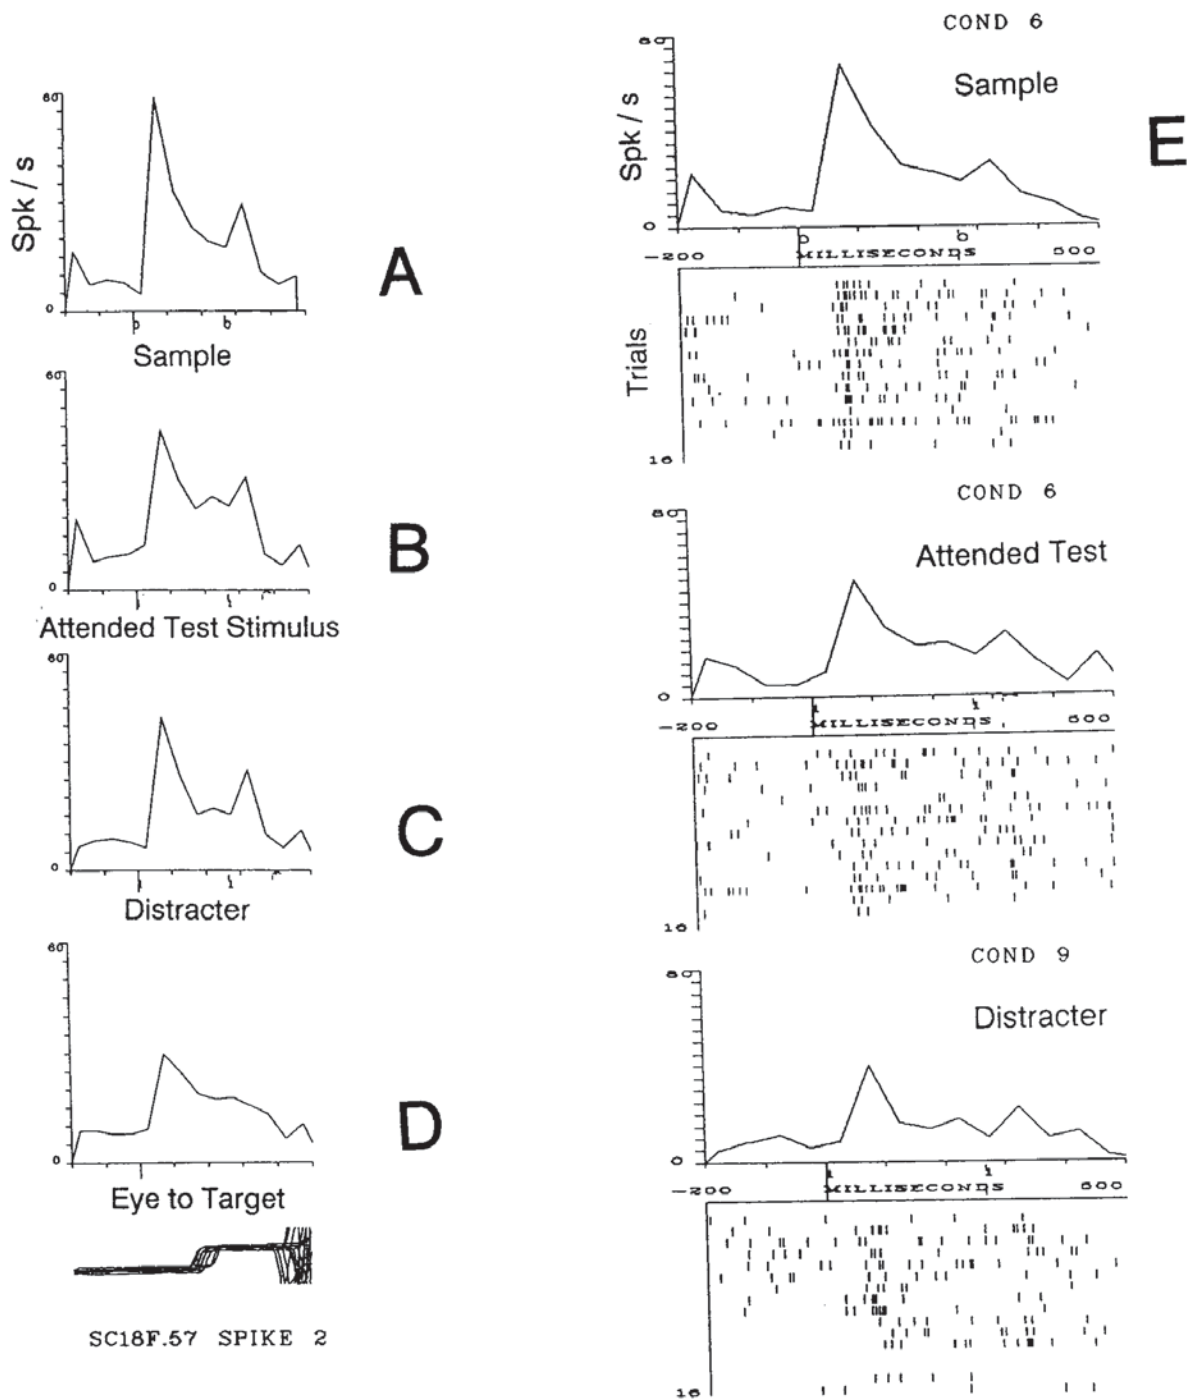 60
Spk / s
0
b b
Sample
A
60
0
Attended Test Stimulus
B
60
0
Distracter
C
60
0
Eye to Target
D
SC18F.57 SPIKE 2
COND 6
80
Spk / s
Sample
E
0
-200 MILLISECONDS 500
Trials
16
COND 6
80
Attended Test
0
-200 MILLISECONDS 500
16
COND 9
80
Distracter
0
-200 MILLISECONDS 500
16